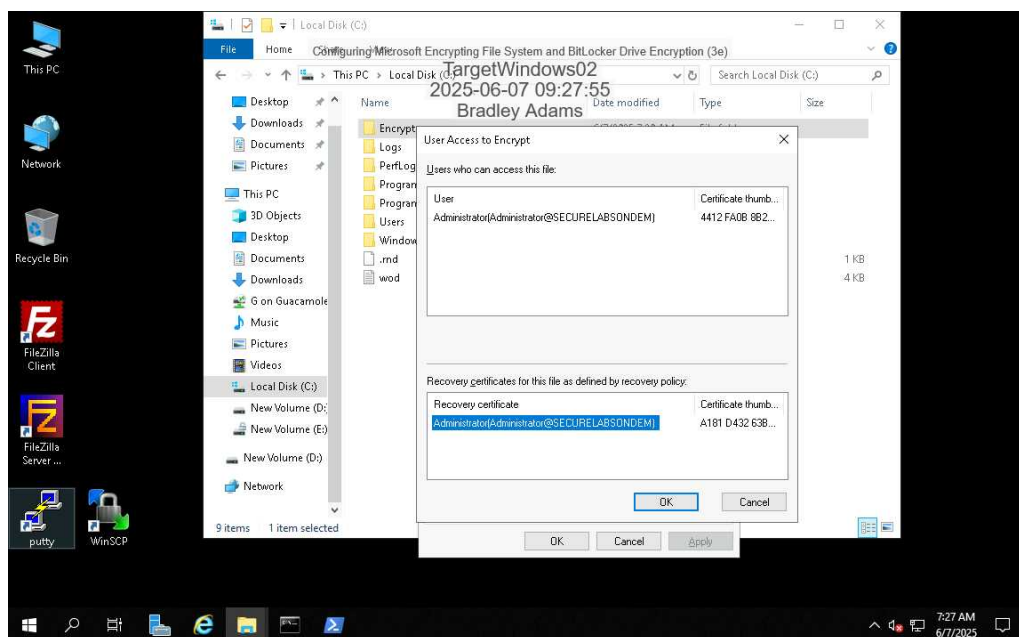 This PC
Network
Recycle Bin
FileZilla
Client
FileZilla
Server ...
putty
WinSCP
Local Disk (C:)
File
Home
Configuring Microsoft Encrypting File System and BitLocker Drive Encryption (3e)
TargetWindows02
2025-06-07 09:27:55
Bradley Adams
This PC > Local Disk (C:)
Search Local Disk (C:)
Desktop
Downloads
Documents
Pictures
This PC
3D Objects
Desktop
Documents
Downloads
G on Guacamole
Music
Pictures
Videos
Local Disk (C:)
New Volume (D:
New Volume (E:)
New Volume (D:)
Network
9 items 1 item selected
Name Date modified Type Size
Encrypt
Logs
PerfLog
Program
Program
Users
Window
.rnd 1 KB
wod 4 KB
User Access to Encrypt
Users who can access this file:
User Certificate thumb...
Administrator(Administrator@SECURELABSONDEM) 4412 FA0B 8B2...
Recovery certificates for this file as defined by recovery policy:
Recovery certificate Certificate thumb...
Administrator(Administrator@SECURELABSONDEM) A181 D432 63B...
OK Cancel
OK Cancel Apply
7:27 AM
6/7/2025